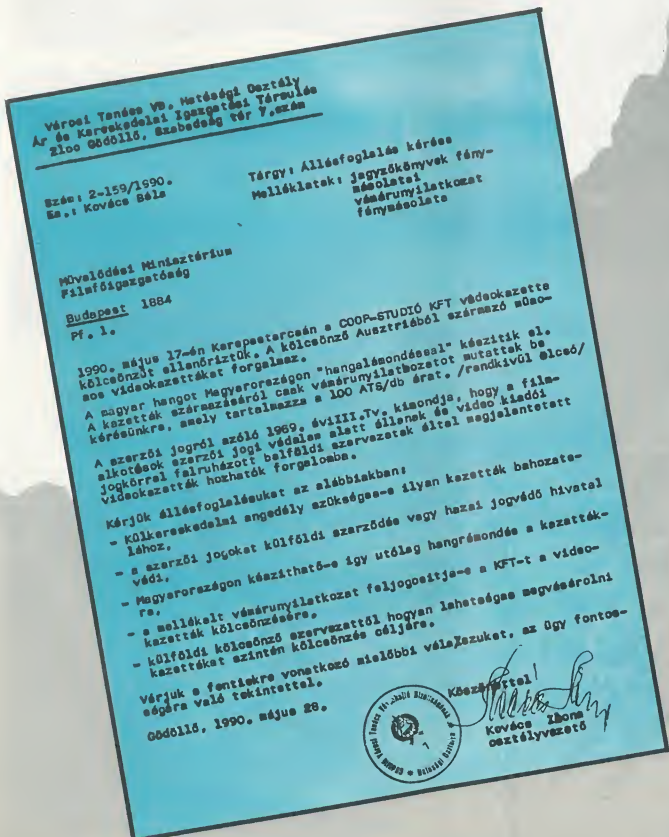 Városi Tanács VB. Hatósági Osztály
Ár és Kereskedelmi Igazgatási Társulás
2100 Gödöllő, Szabadság tér 7.szám
Szám: 2-159/1990.
Ea.: Kovács Béla
Tárgy: Állásfoglalás kérése
Mellékletek: jegyzőkönyvek fény-
másolatai
vámárunyilatkozat
fénymásolata
Művelődési Minisztérium
Filmfőigazgatóság
Budapest 1884
Pf. 1.
1990. május 17-én Kerepestarcsán a COOP-STUDIÓ KFT videokazetta
kölcsönzőt ellenőriztük. A kölcsönző Ausztriából származó műso-
ros videokazettákat forgalmaz.
A magyar hangot Magyarországon "hangalámondással" készítik el.
A kazetták származásáról csak vámárunyilatkozatot mutattak be
kérésünkre, amely tartalmazza a 100 ATS/db árat. /rendkívül olcsó/
A szerzői jogról szóló 1969. éviIII.Tv. kimondja, hogy a film-
alkotások szerzői jogi védelem alatt állanak és video kiadói
jogkörrel felruházott belföldi szervezetek által megjelentetett
videokazetták hozhatók forgalomba.
Kérjük állásfoglalásukat az alábbiakban:
- Külkereskedelmi engedély szükséges-e ilyen kazetták behozata-
lához.
- a szerzői jogokat külföldi szerződés vagy hazai jogvédő hivatal
védi.
- Magyarországon készíthető-e így utólag hangrámondás a kazetták-
ra.
- a mellékelt vámárunyilatkozat feljogosítja-e a KFT-t a video-
kazetták kölcsönzésére.
- külföldi kölcsönző szervezettől hogyan lehetséges megvásárolni
kazettákat szintén kölcsönzés céljára.
Várjuk a fentiekre vonatkozó mielőbbi válaszukat, az ügy fontos-
ságára való tekintettel.
Gödöllő, 1990. május 28.
Köszönettel!
Kovács Ilona
osztályvezető